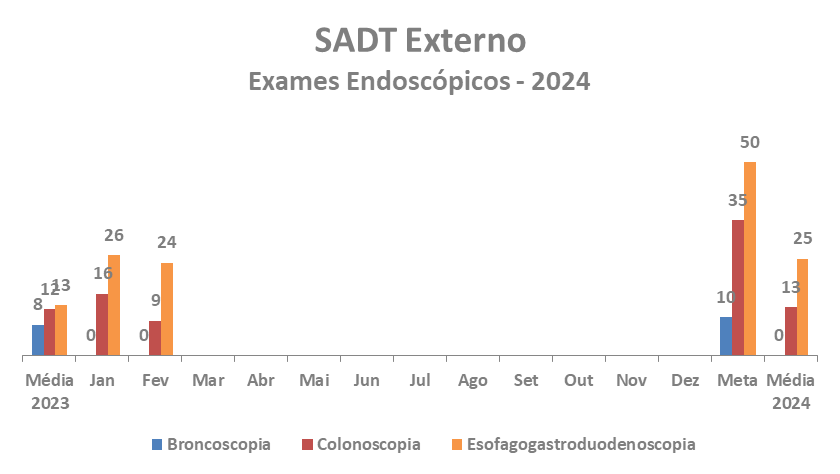 SADT Externo
Exames Endoscópicos - 2024
8
12
13
0
16
26
0
9
24
10
35
50
0
13
25
Média 2023
Jan
Fev
Mar
Abr
Mai
Jun
Jul
Ago
Set
Out
Nov
Dez
Meta
Média 2024
Broncoscopia
Colonoscopia
Esofagogastroduodenoscopia